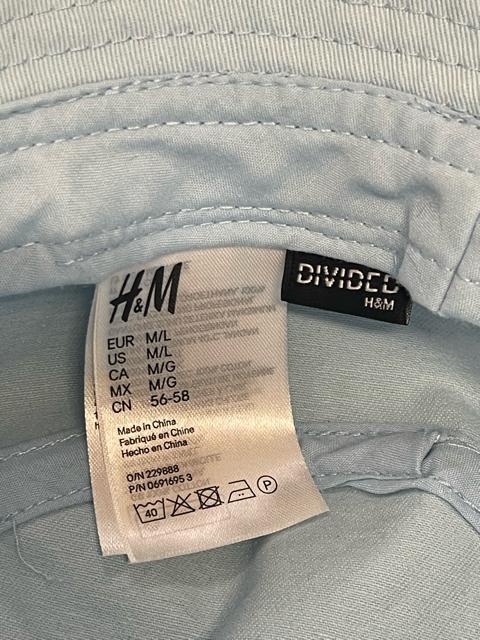 H&M
DIVIDED
H&M
EUR M/L
US M/L
CA M/G
MX M/G
CN 56-58
Made in China
Fabriqué en Chine
Hecho en China
O/N 229888
P/N 0691695 3
40
P